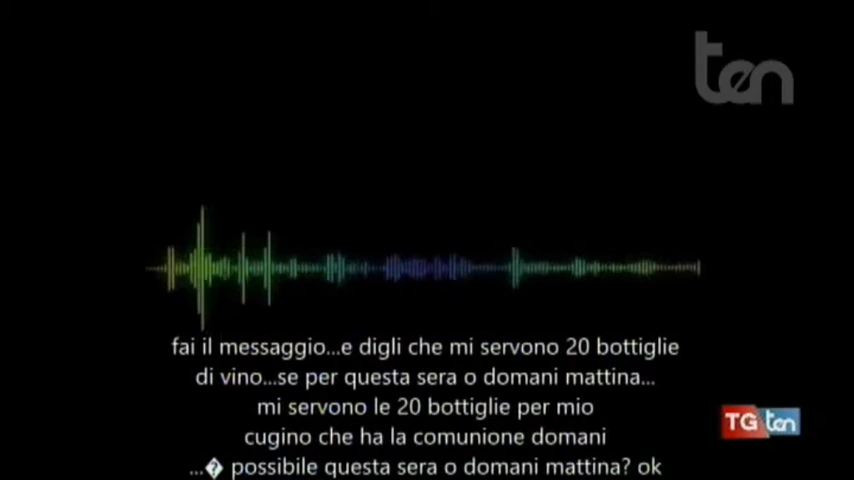 ten
fai il messaggio...e digli che mi servono 20 bottiglie
di vino...se per questa sera o domani mattina...
mi servono le 20 bottiglie per mio
cugino che ha la comunione domani
...� possibile questa sera o domani mattina? ok
TG ten